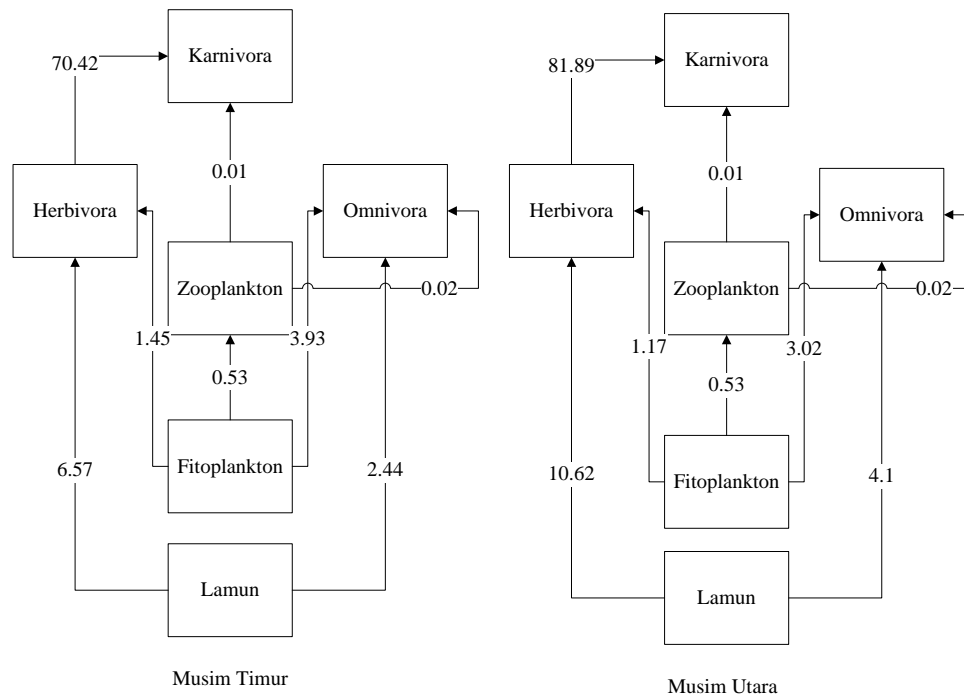 Karnivora
70.42
0.01
Herbivora
Omnivora
Zooplankton
0.02
1.45
3.93
0.53
Fitoplankton
6.57
2.44
Lamun
Musim Timur
Karnivora
81.89
0.01
Herbivora
Omnivora
Zooplankton
0.02
1.17
3.02
0.53
Fitoplankton
10.62
4.1
Lamun
Musim Utara